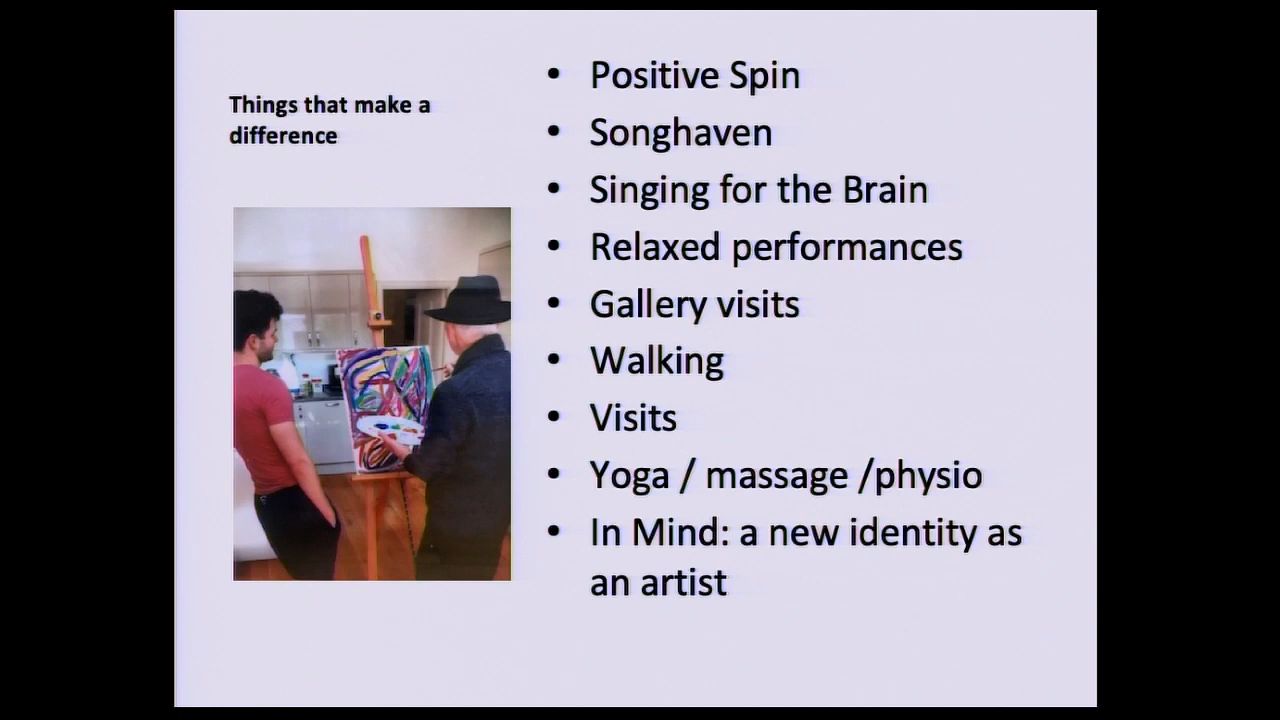 Things that make a
difference
• Positive Spin
• Songhaven
• Singing for the Brain
• Relaxed performances
• Gallery visits
• Walking
• Visits
• Yoga / massage /physio
• In Mind: a new identity as
an artist